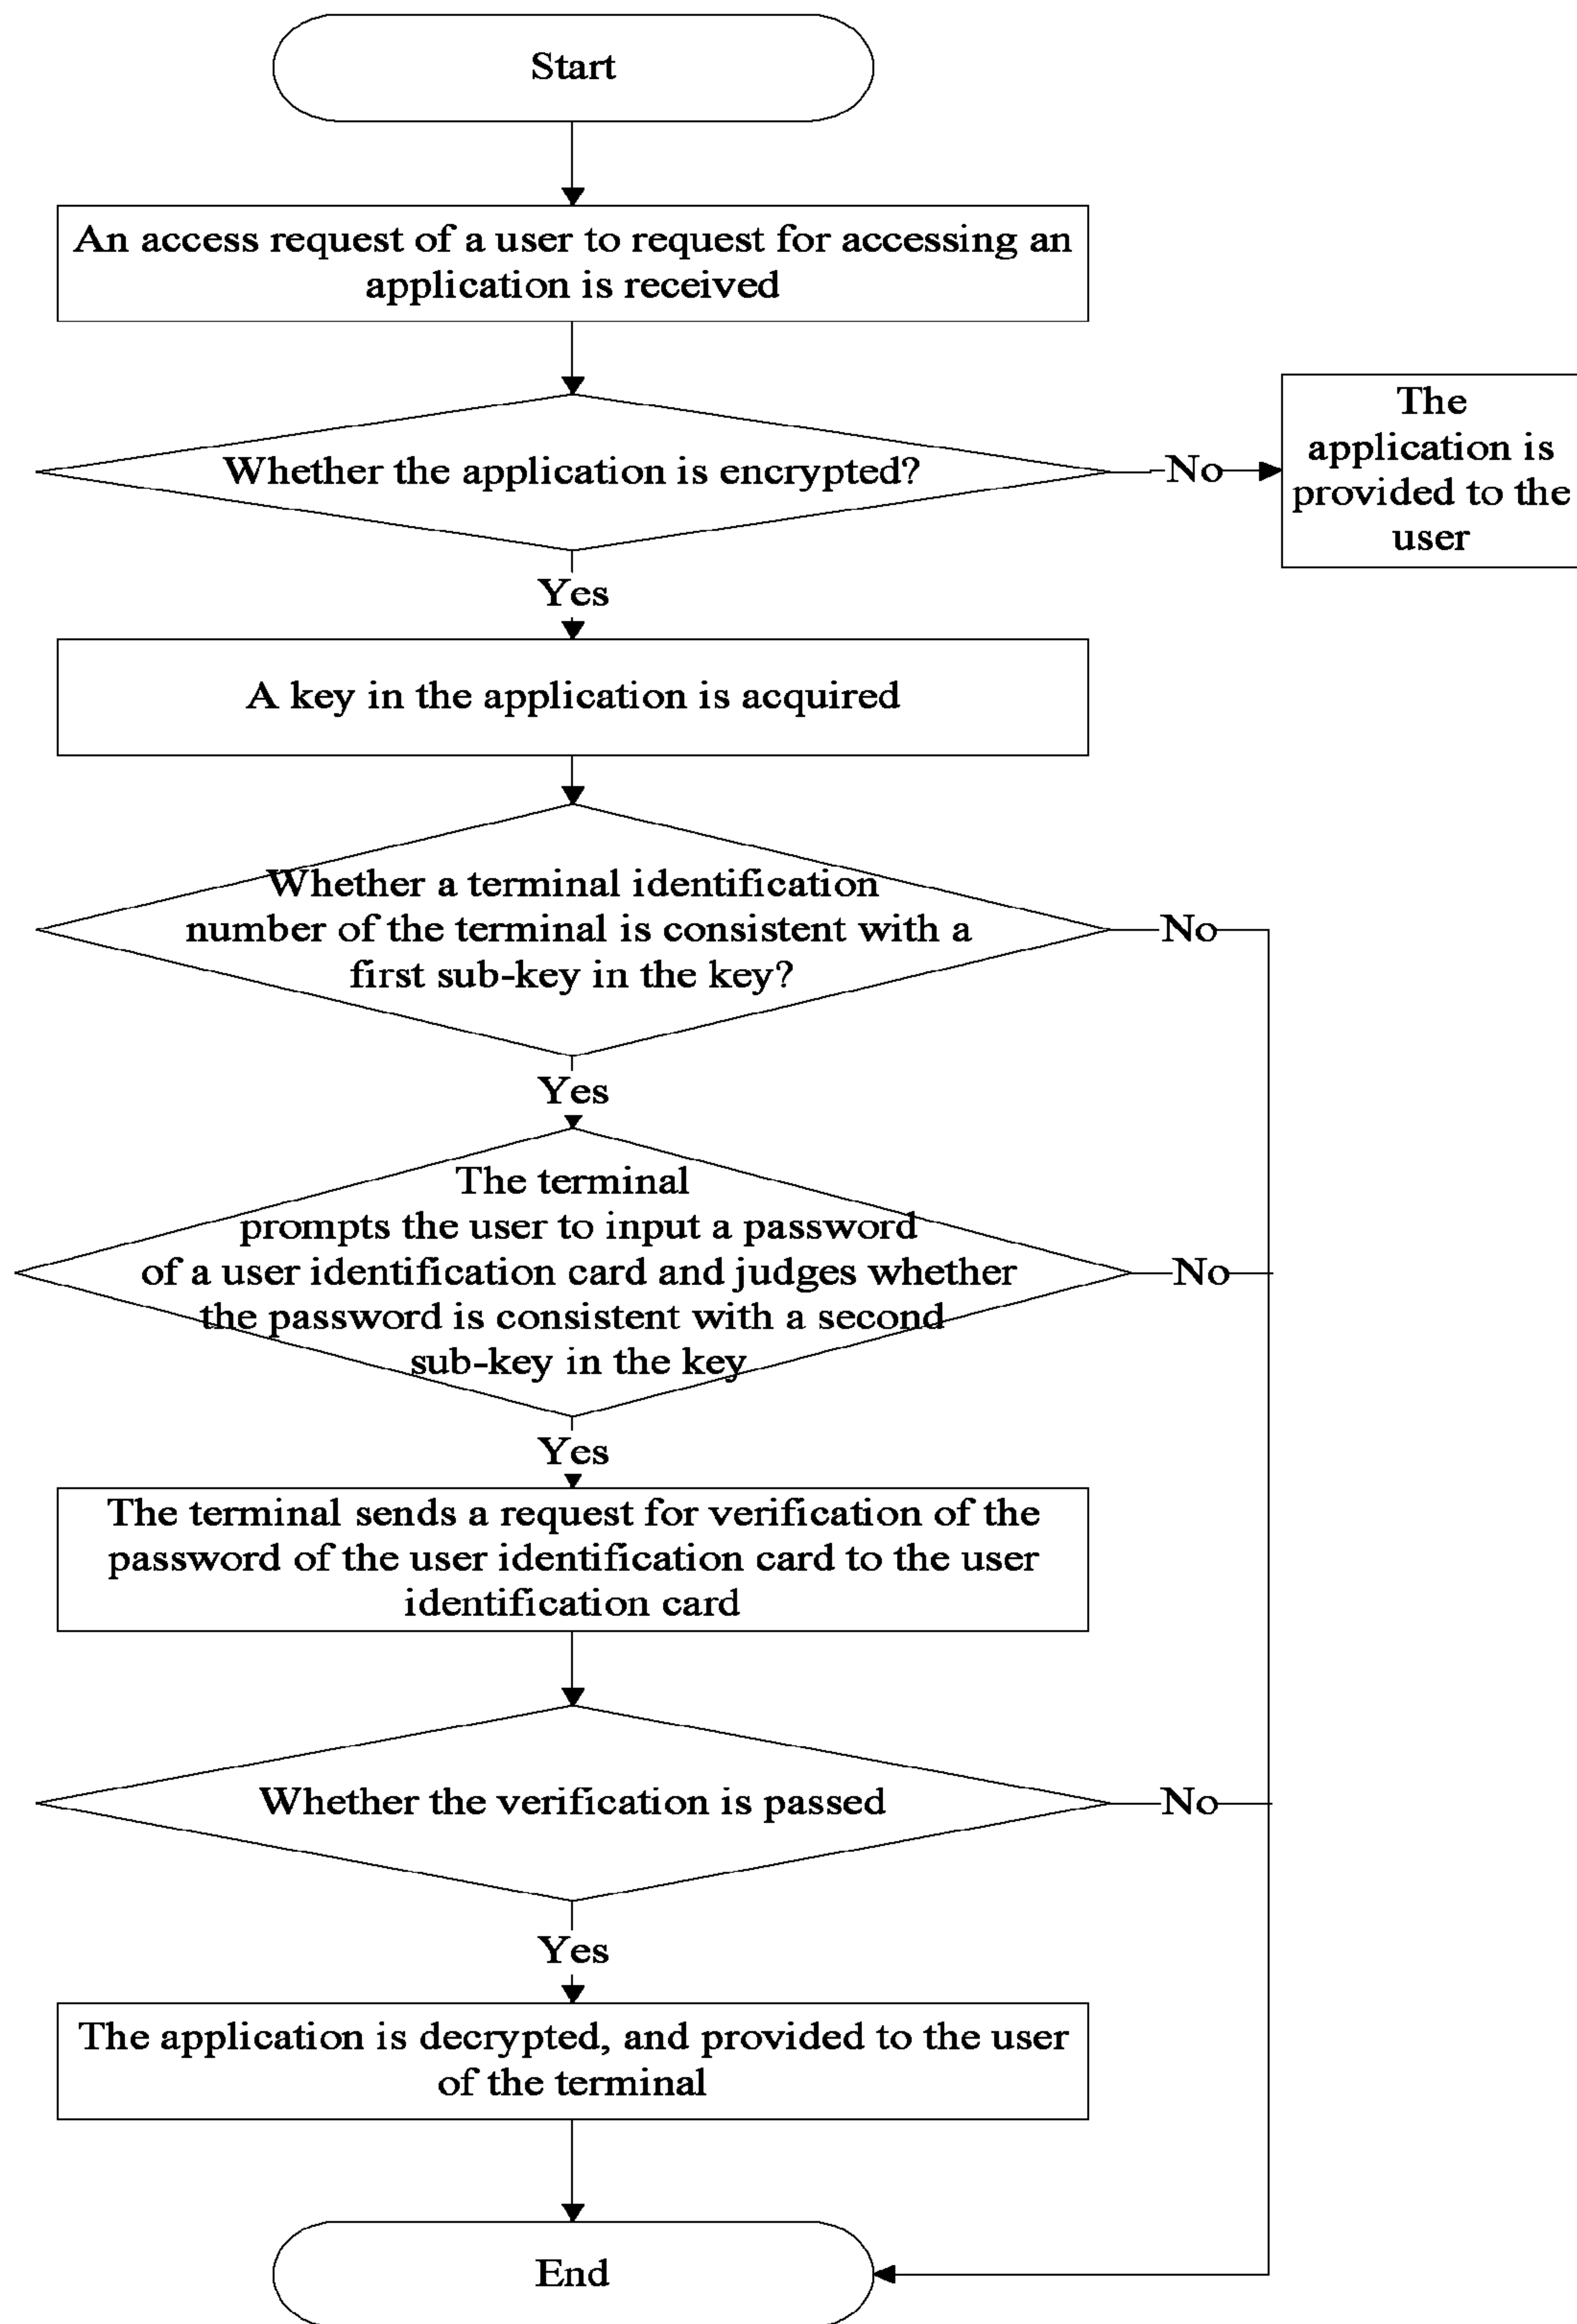 Start
An access request of a user to request for accessing an
application is received
Whether the application is encrypted?
No
The
application is
provided to the
user
Yes
A key in the application is acquired
Whether a terminal identification
number of the terminal is consistent with a
first sub-key in the key?
No
Yes
The terminal
prompts the user to input a password
of a user identification card and judges whether
the password is consistent with a second
sub-key in the key
No
Yes
The terminal sends a request for verification of the
password of the user identification card to the user
identification card
Whether the verification is passed
No
Yes
The application is decrypted, and provided to the user
of the terminal
End